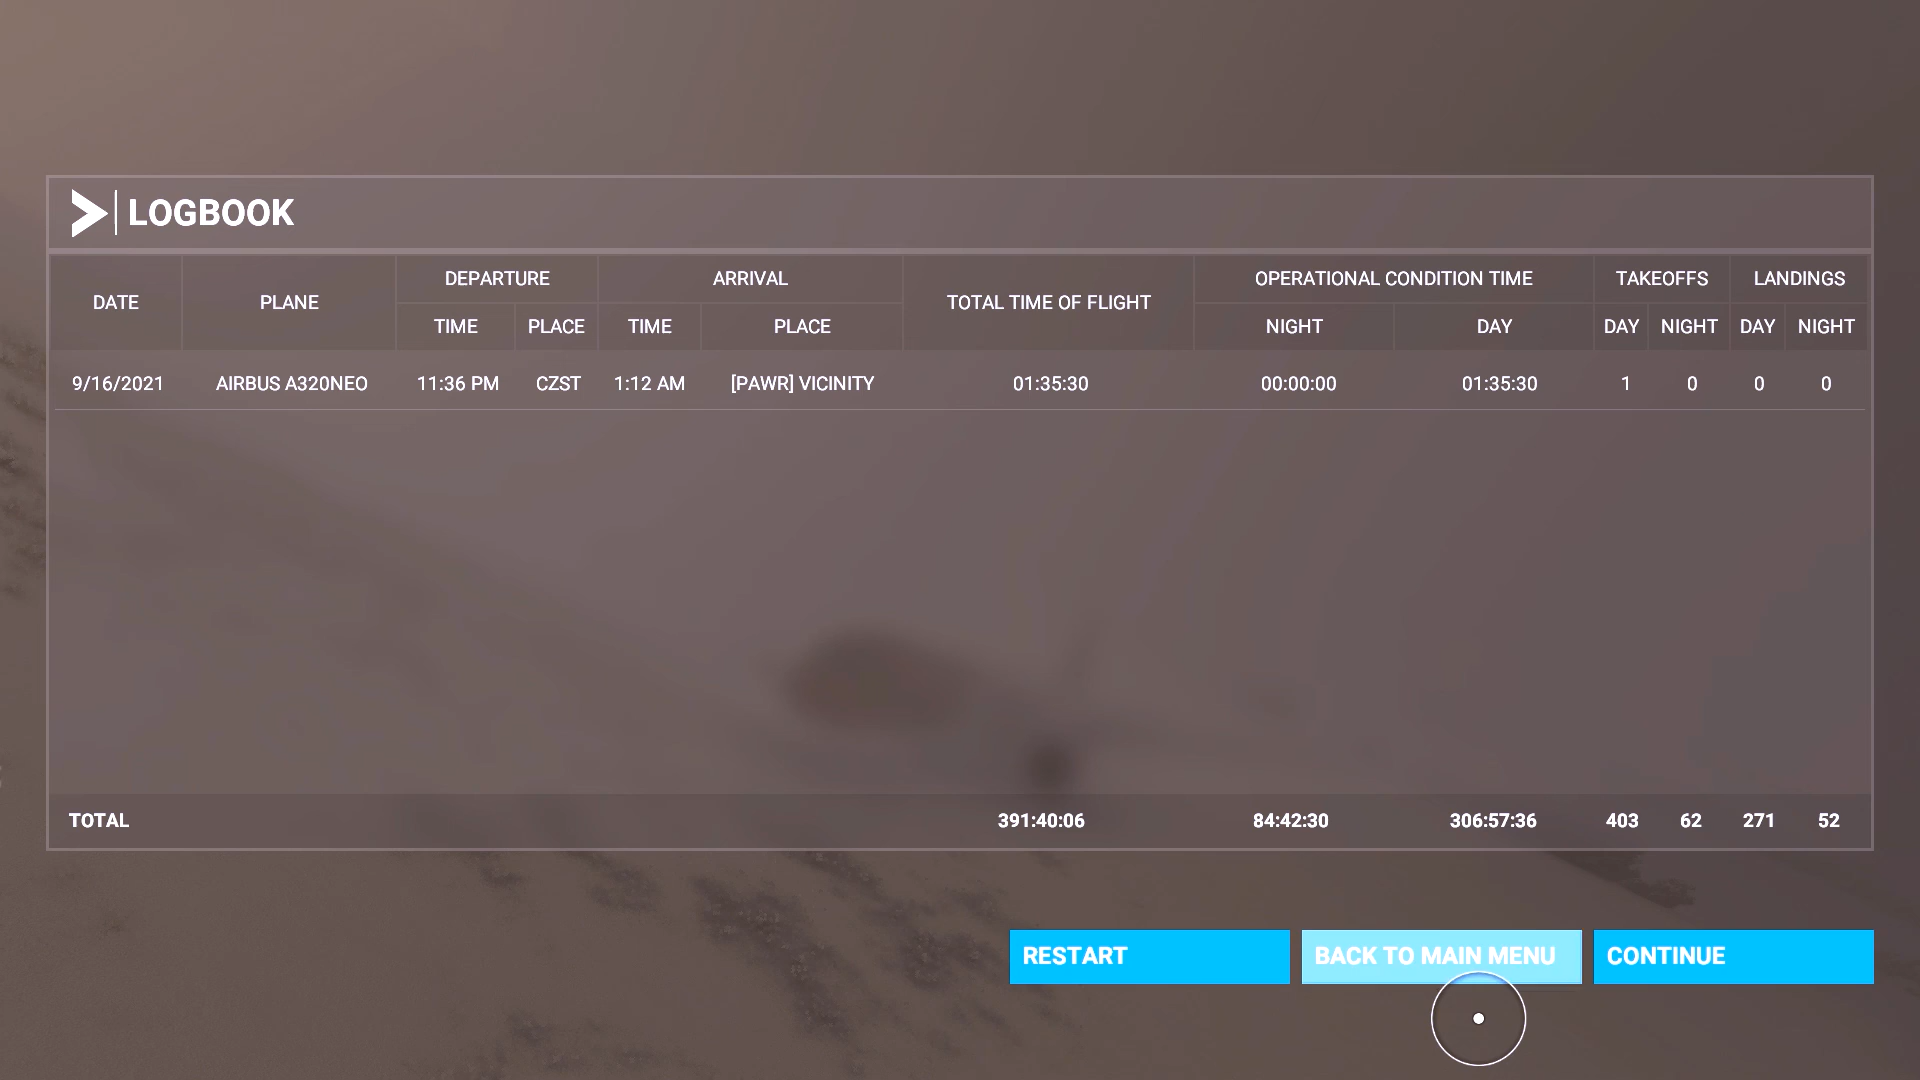 LOGBOOK
DATE PLANE DEPARTURE ARRIVAL TOTAL TIME OF FLIGHT OPERATIONAL CONDITION TIME TAKEOFFS LANDINGS
TIME PLACE TIME PLACE NIGHT DAY DAY NIGHT DAY NIGHT
9/16/2021 AIRBUS A320NEO 11:36 PM CZST 1:12 AM [PAWR] VICINITY 01:35:30 00:00:00 01:35:30 1 0 0 0
TOTAL 391:40:06 84:42:30 306:57:36 403 62 271 52
RESTART BACK TO MAIN MENU CONTINUE